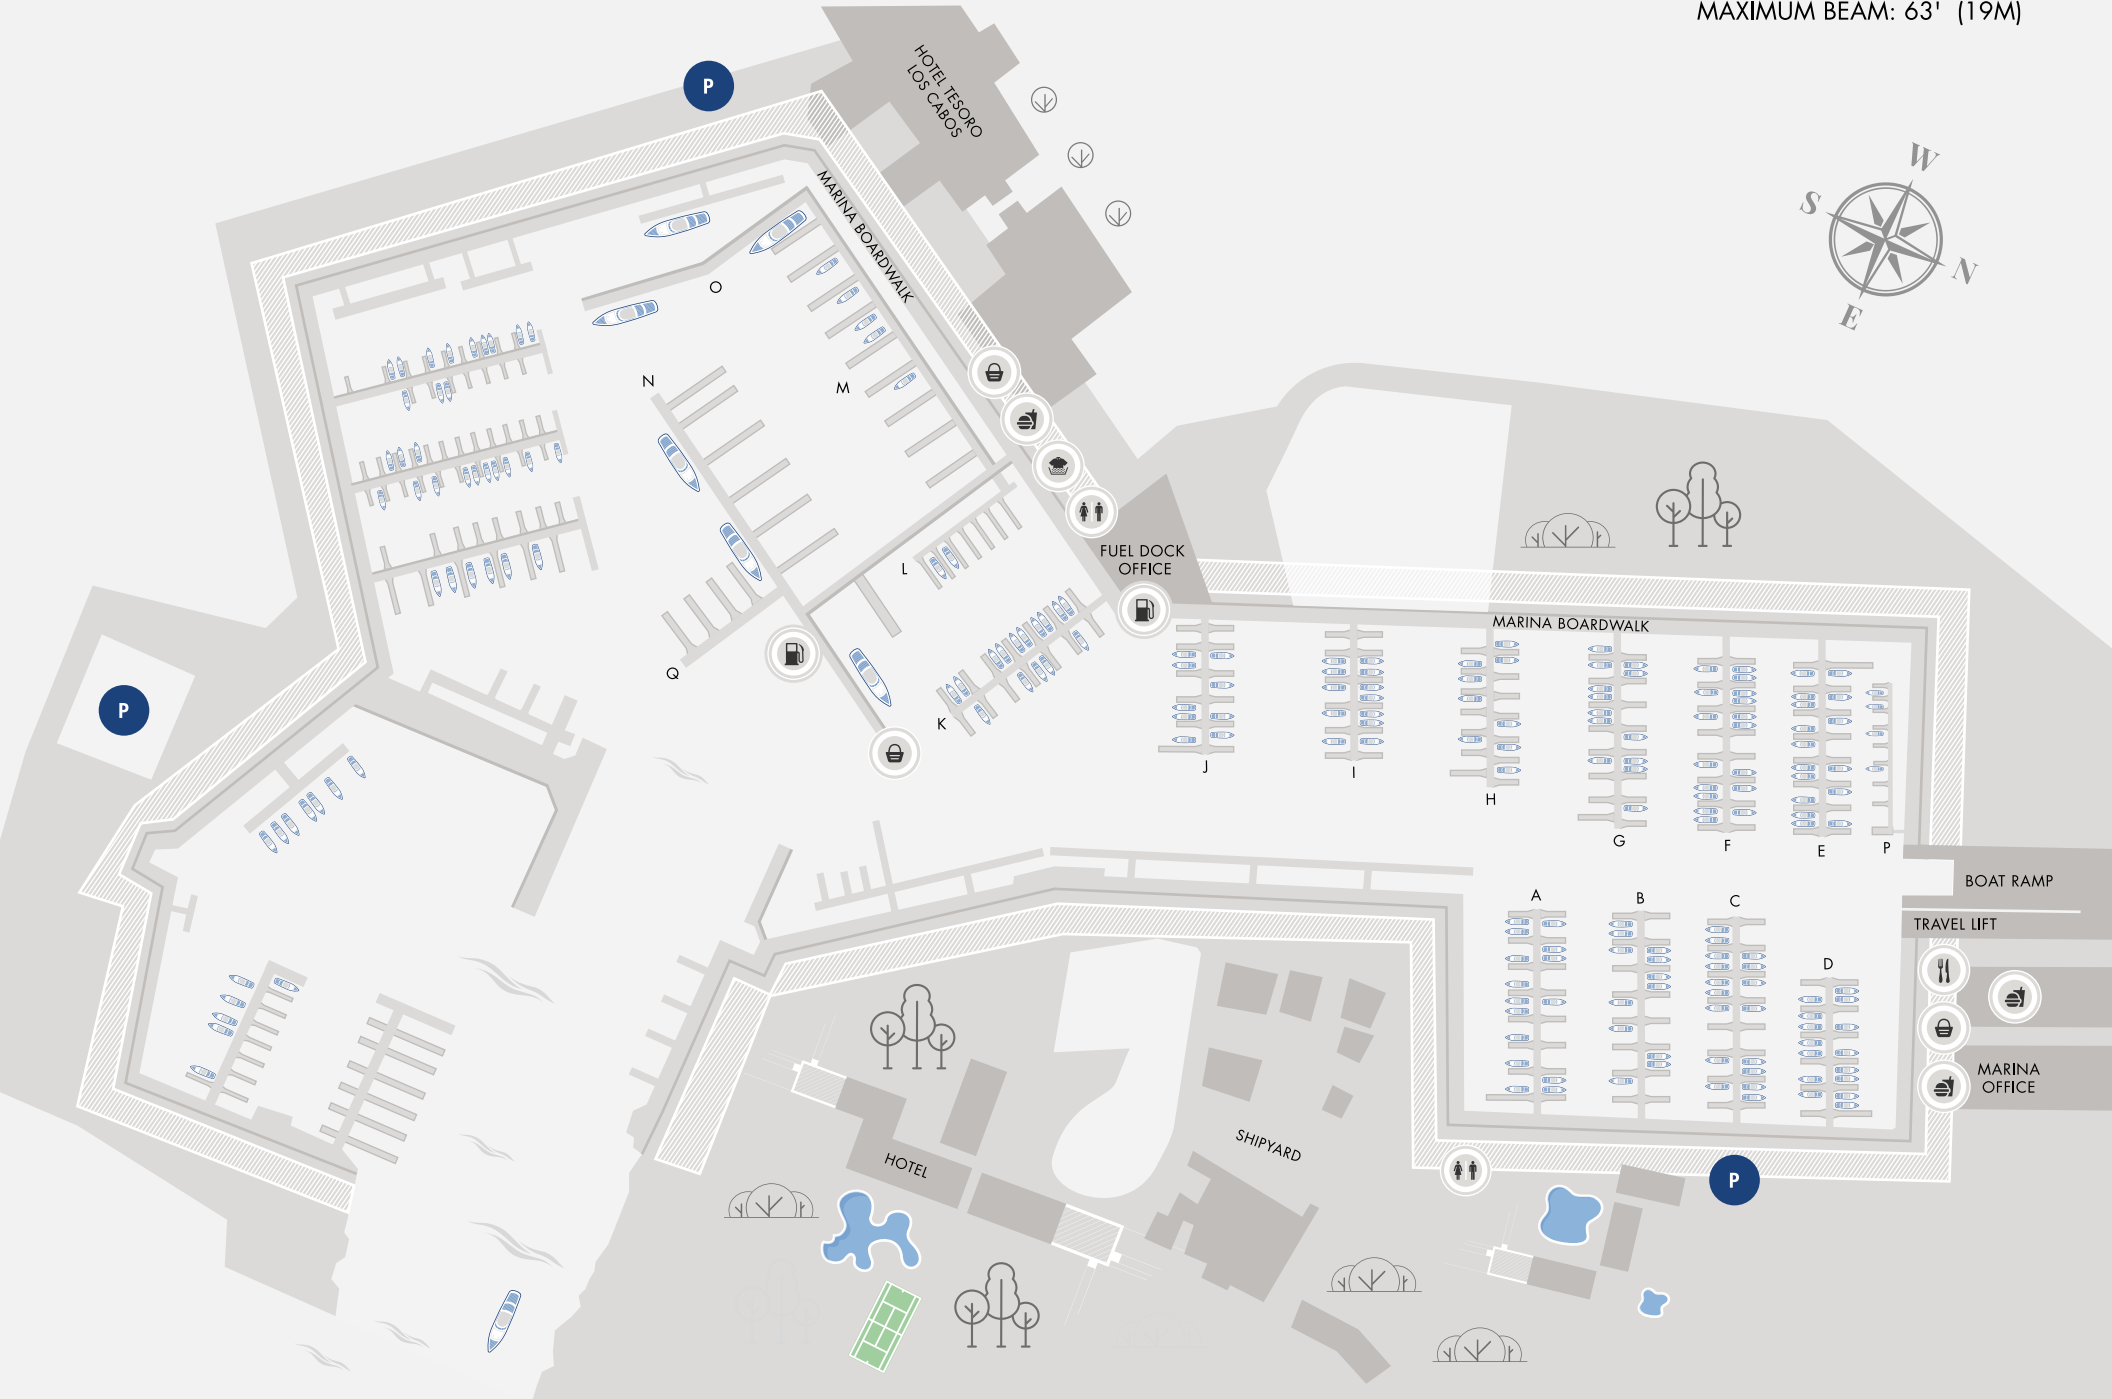 MAXIMUM BEAM: 63' (19M)
P
HOTEL TESORO
LOS CABOS
W
S
N
E
MARINA BOARDWALK
O
N
M
L
FUEL DOCK
OFFICE
MARINA BOARDWALK
Q
K
P
J
I
H
G
F
E
P
BOAT RAMP
A
B
C
D
TRAVEL LIFT
MARINA
OFFICE
SHIPYARD
HOTEL
P